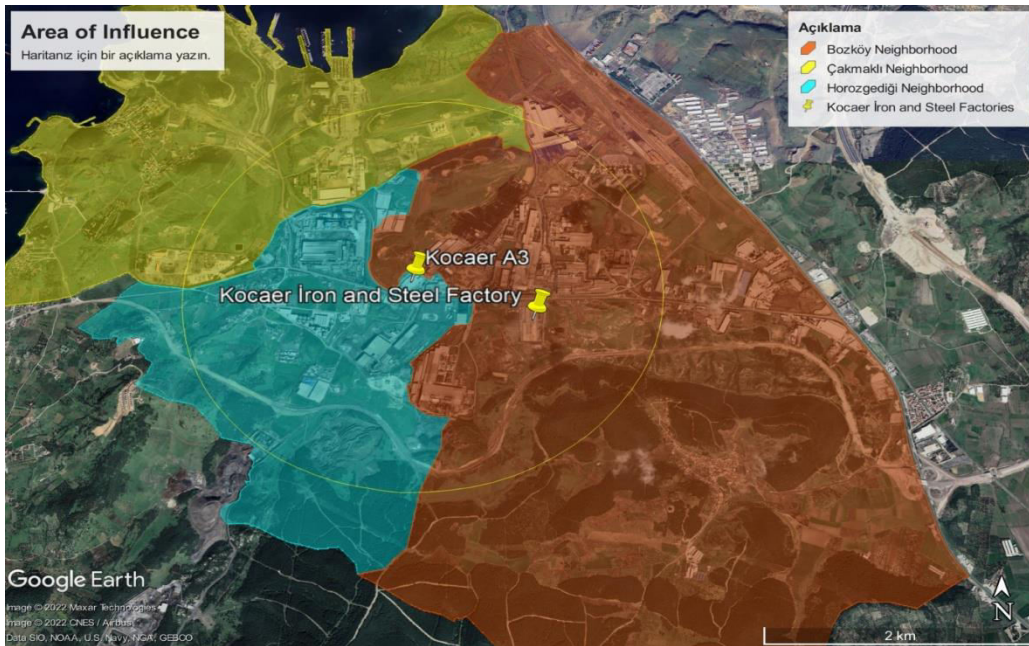 Area of Influence
Haritanız için bir açıklama yazın.
Açıklama
Bozköy Neighborhood
Çakmaklı Neighborhood
Horozgediği Neighborhood
Kocaer İron and Steel Factories
Kocaer A3
Kocaer İron and Steel Factory
Google Earth
Image © 2022 Maxar Technologies
Image © 2022 CNES / Airbus
Data SIO, NOAA, U.S. Navy, NGA, GEBCO
N
2 km